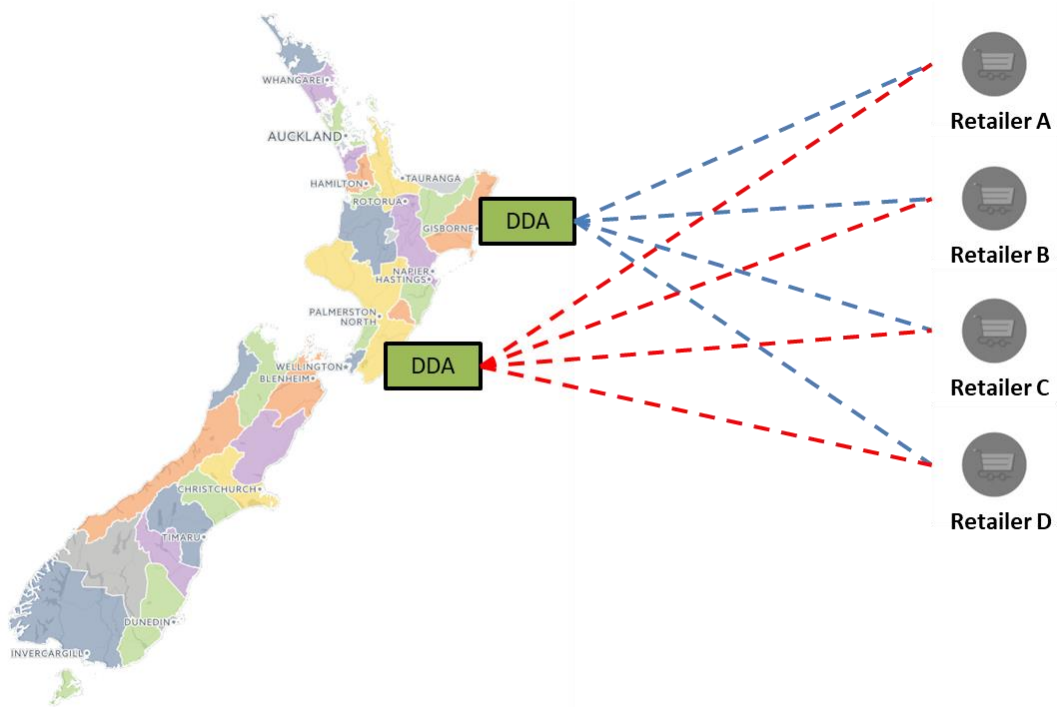 WHANGAREI
AUCKLAND
HAMILTON
TAURANGA
ROTORUA
GISBORNE
DDA
NAPIER
HASTINGS
PALMERSTON
NORTH
WELLINGTON
BLENHEIM
DDA
CHRISTCHURCH
TIMARU
DUNEDIN
INVERCARGILL
Retailer A
Retailer B
Retailer C
Retailer D